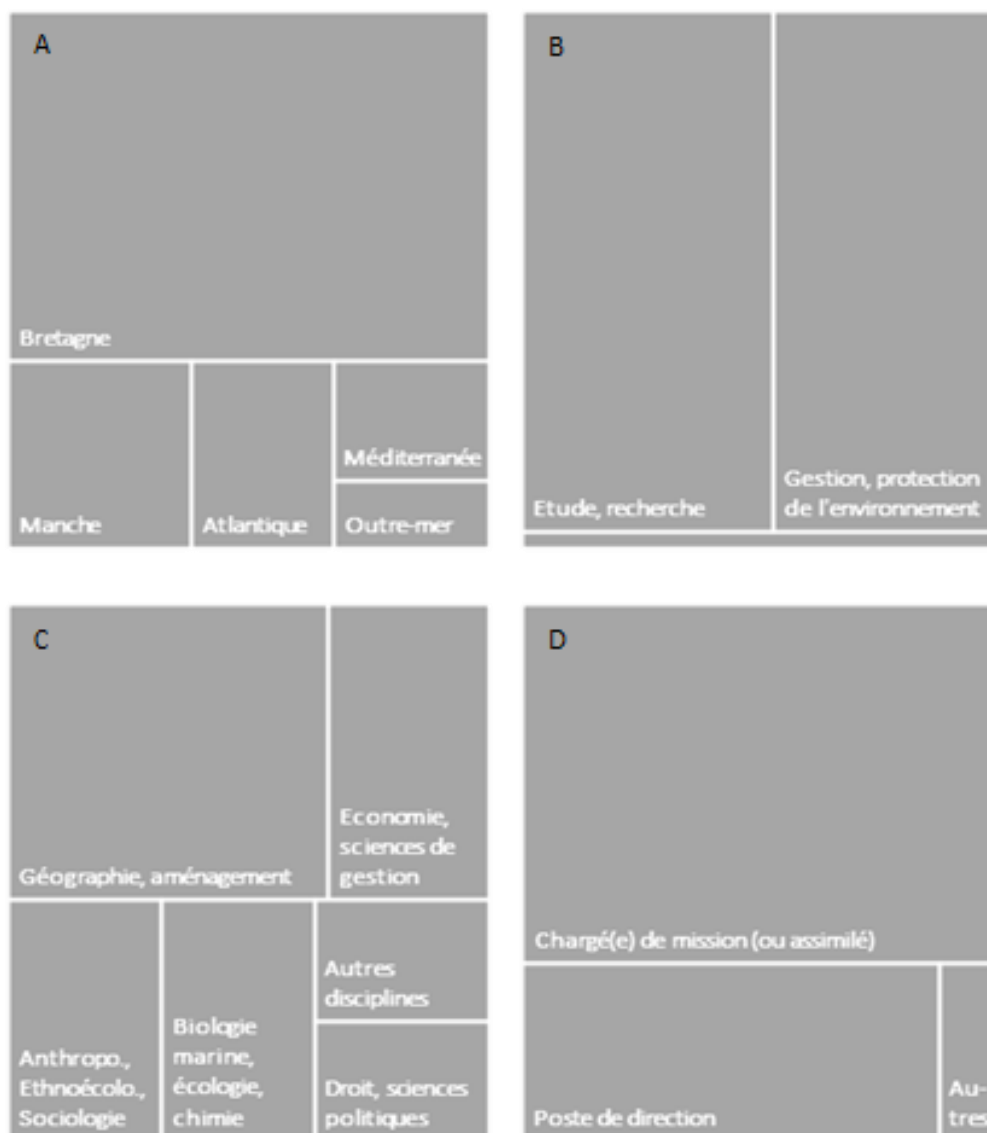 A
Bretagne
Manche
Atlantique
Méditerranée
Outre-mer
B
Etude, recherche
Gestion, protection
de l'environnement
C
Géographie, aménagement
Economie,
sciences de
gestion
Anthropo.,
Ethnoécolo.,
Sociologie
Biologie
marine,
écologie,
chimie
Autres
disciplines
Droit, sciences
politiques
D
Chargé(e) de mission (ou assimilé)
Poste de direction
Au-
tres